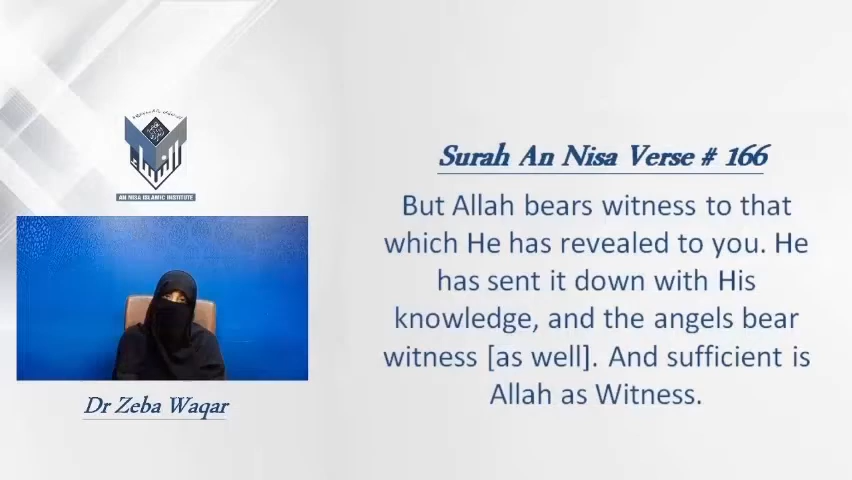 النساء
AN NISA ISLAMIC INSTITUTE
Dr Zeba Waqar
Surah An Nisa Verse # 166
But Allah bears witness to that
which He has revealed to you. He
has sent it down with His
knowledge, and the angels bear
witness [as well]. And sufficient is
Allah as Witness.